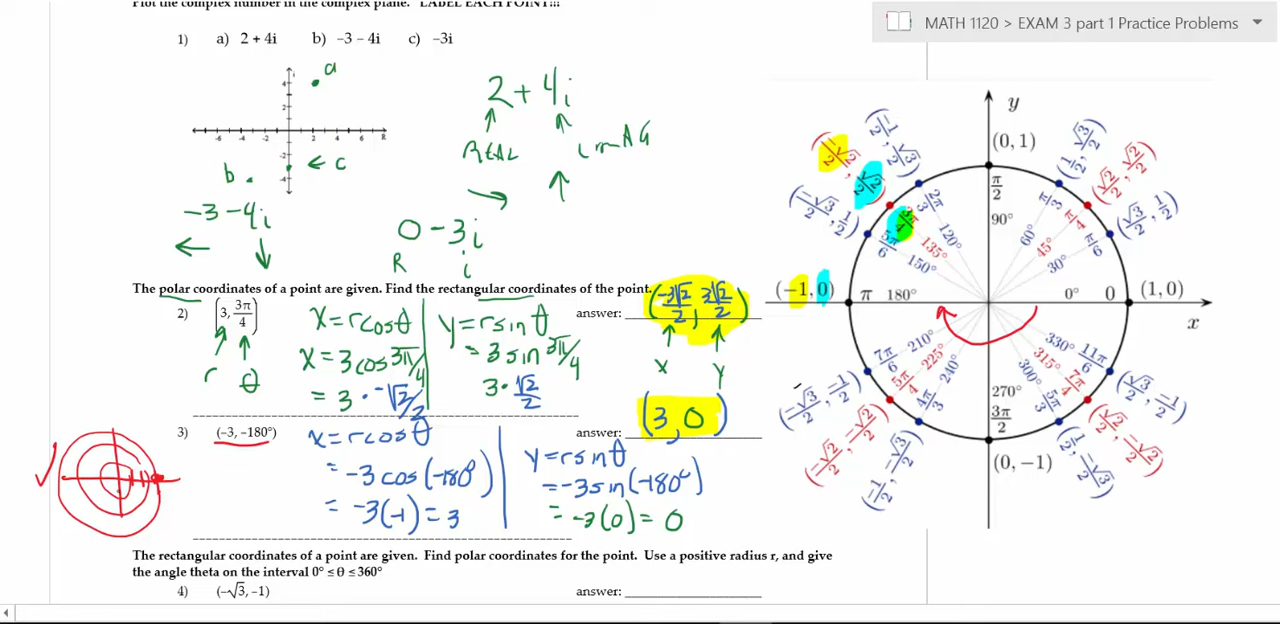 Plot the complex number in the complex plane. LABEL EACH POINT!!!
MATH 1120 > EXAM 3 part 1 Practice Problems
1) a) 2 + 4i b) –3 – 4i c) –3i
i
4
2
-6 -4 -2 2 4 6 R
-2
-4
a
b
← c
2 + 4i
REAL imAG
-3 - 4i
0 - 3i
R i
The polar coordinates of a point are given. Find the rectangular coordinates of the point.
2) (3, 3π/4)
r θ
x = r cos θ
x = 3 cos 3π/4
= 3 · -√2/2
y = r sin θ
= 3 sin 3π/4
3 · √2/2
answer: (-3√2/2, 3√2/2)
x y
3) (–3, –180°)
x = r cos θ
= -3 cos(-180°)
= -3(-1) = 3
y = r sin θ
= -3 sin(-180°)
= -3(0) = 0
answer: (3, 0)
The rectangular coordinates of a point are given. Find polar coordinates for the point. Use a positive radius r, and give
the angle theta on the interval 0° ≤ θ ≤ 360°
4) (–√3, –1) answer:
y
x
(0, 1)
π/2
90°
(1/2, √3/2)
π/3
60°
(√2/2, √2/2)
π/4
45°
(√3/2, 1/2)
π/6
30°
0° 0 (1, 0)
(-1/2, √3/2)
2π/3
120°
(-√2/2, √2/2)
3π/4
135°
(-√3/2, 1/2)
5π/6
150°
(-1, 0) π 180°
7π/6
210°
(-√3/2, -1/2)
5π/4
225°
(-√2/2, -√2/2)
4π/3
240°
(-1/2, -√3/2)
270°
3π/2
(0, -1)
300°
5π/3
(1/2, -√3/2)
315°
7π/4
(√2/2, -√2/2)
330°
11π/6
(√3/2, -1/2)